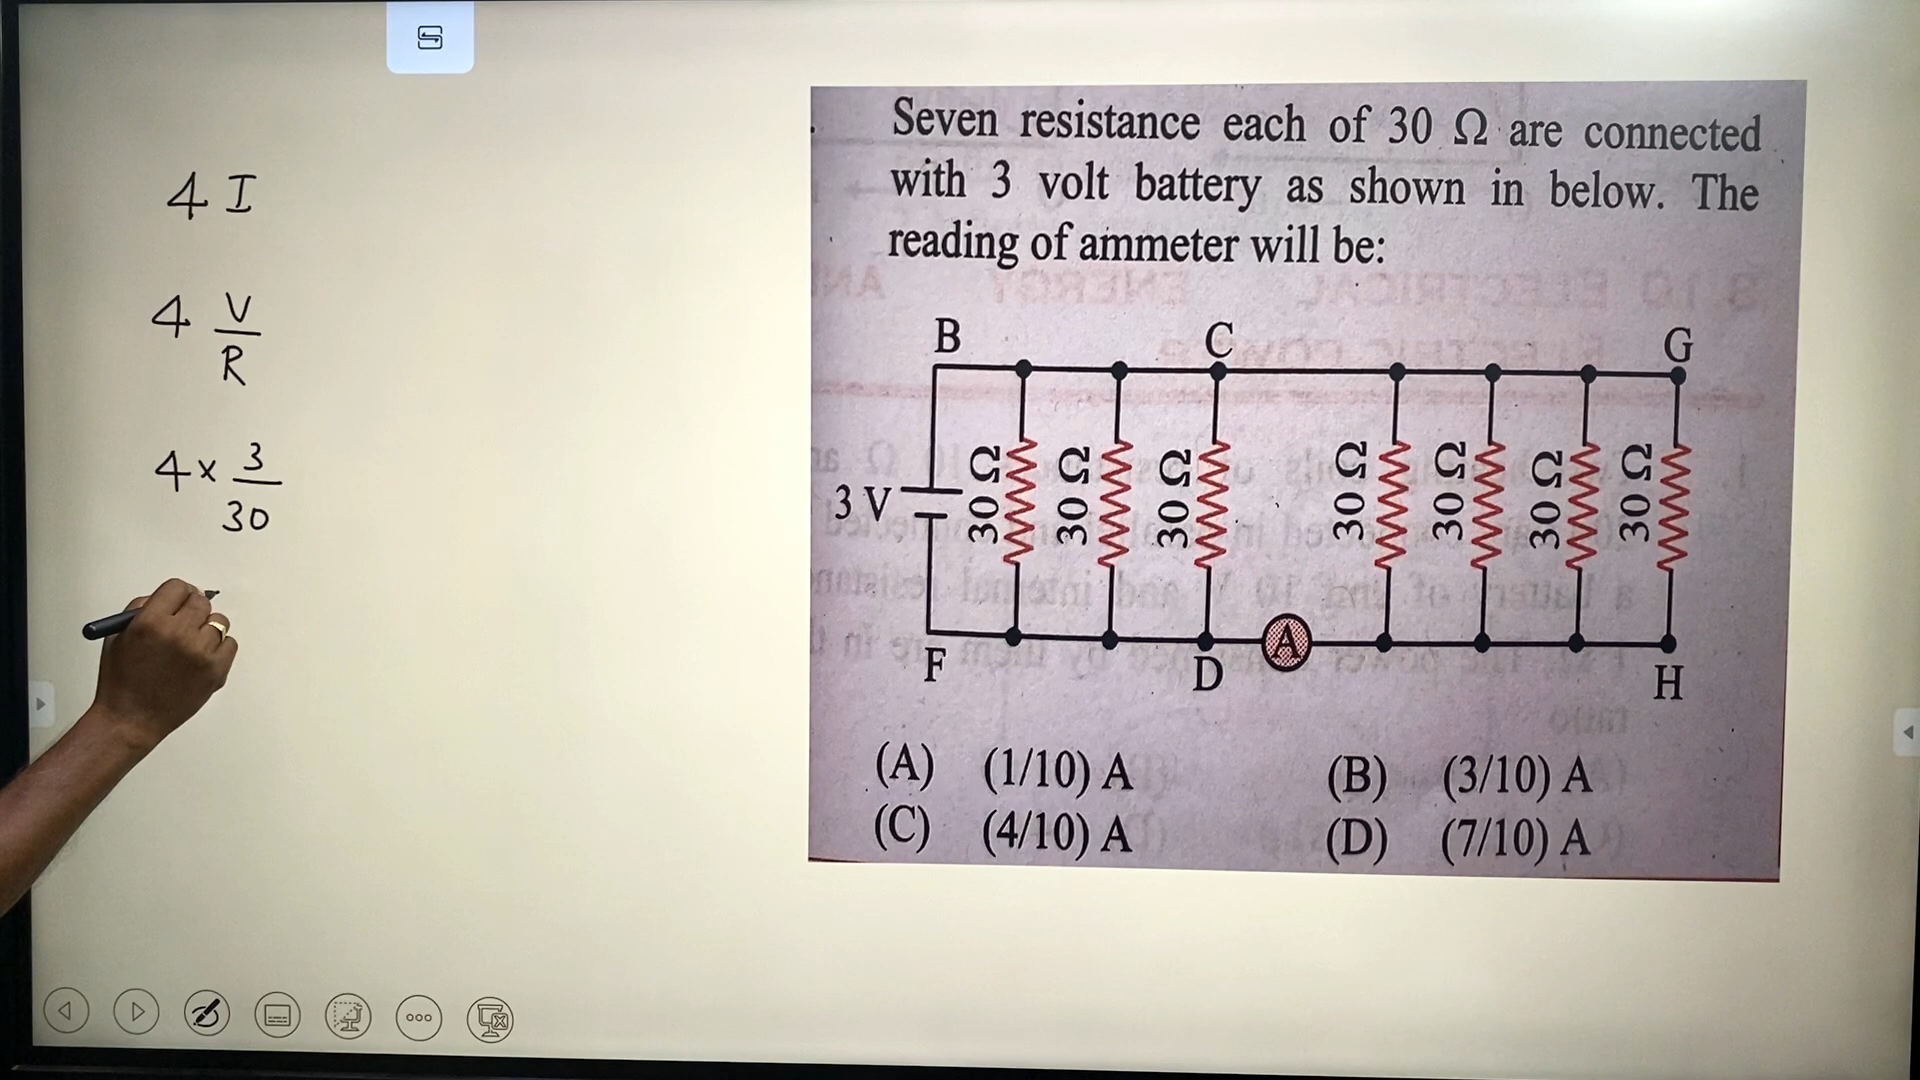 4 I
4 V
R
4 x 3
30
Seven resistance each of 30 Ω are connected
with 3 volt battery as shown in below. The
reading of ammeter will be:
B C G
3 V 30 Ω 30 Ω 30 Ω 30 Ω 30 Ω 30 Ω 30 Ω
A
F D H
(A) (1/10) A (B) (3/10) A
(C) (4/10) A (D) (7/10) A